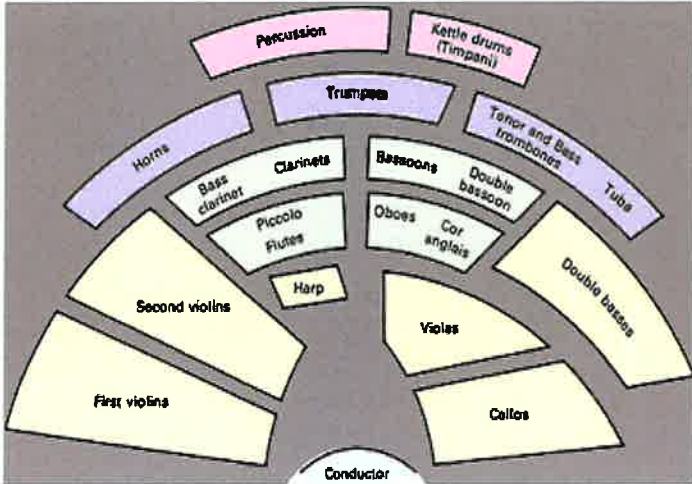 Percussion
Kettle drums
(Timpani)
Trumpets
Horns
Tenor and Bass
trombones
Tuba
Bass
clarinet
Clarinets
Bassoons
Double
bassoon
Piccolo
Flutes
Oboes
Cor
anglais
Harp
Second violins
Violas
Double basses
First violins
Cellos
Conductor